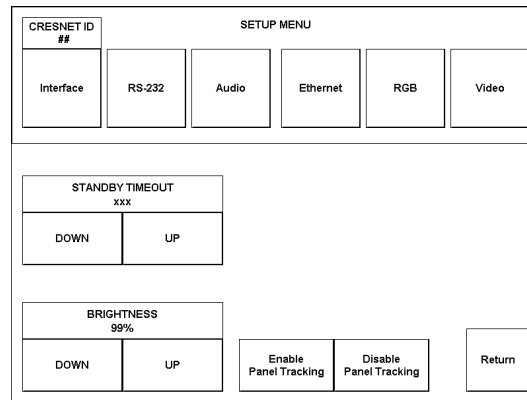 CRESNET ID
##
SETUP MENU
Interface
RS-232
Audio
Ethernet
RGB
Video
STANDBY TIMEOUT
xxx
DOWN
UP
BRIGHTNESS
99%
DOWN
UP
Enable
Panel Tracking
Disable
Panel Tracking
Return